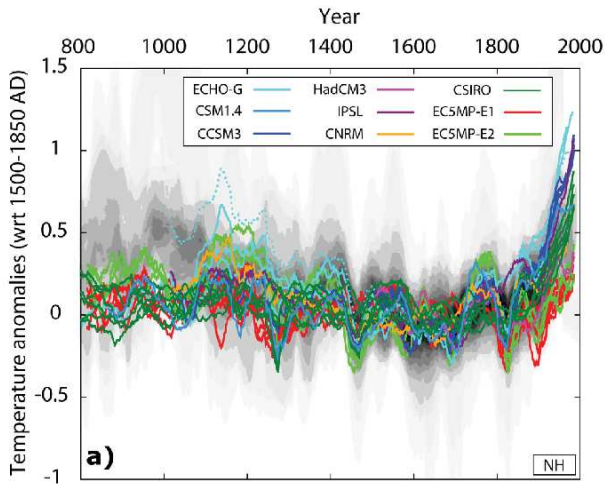 Year
800 1000 1200 1400 1600 1800 2000
Temperature anomalies (wrt 1500-1850 AD)
1.5
1
0.5
0
-0.5
-1
ECHO-G HadCM3 CSIRO
CSM1.4 IPSL EC5MP-E1
CCSM3 CNRM EC5MP-E2
a)
NH